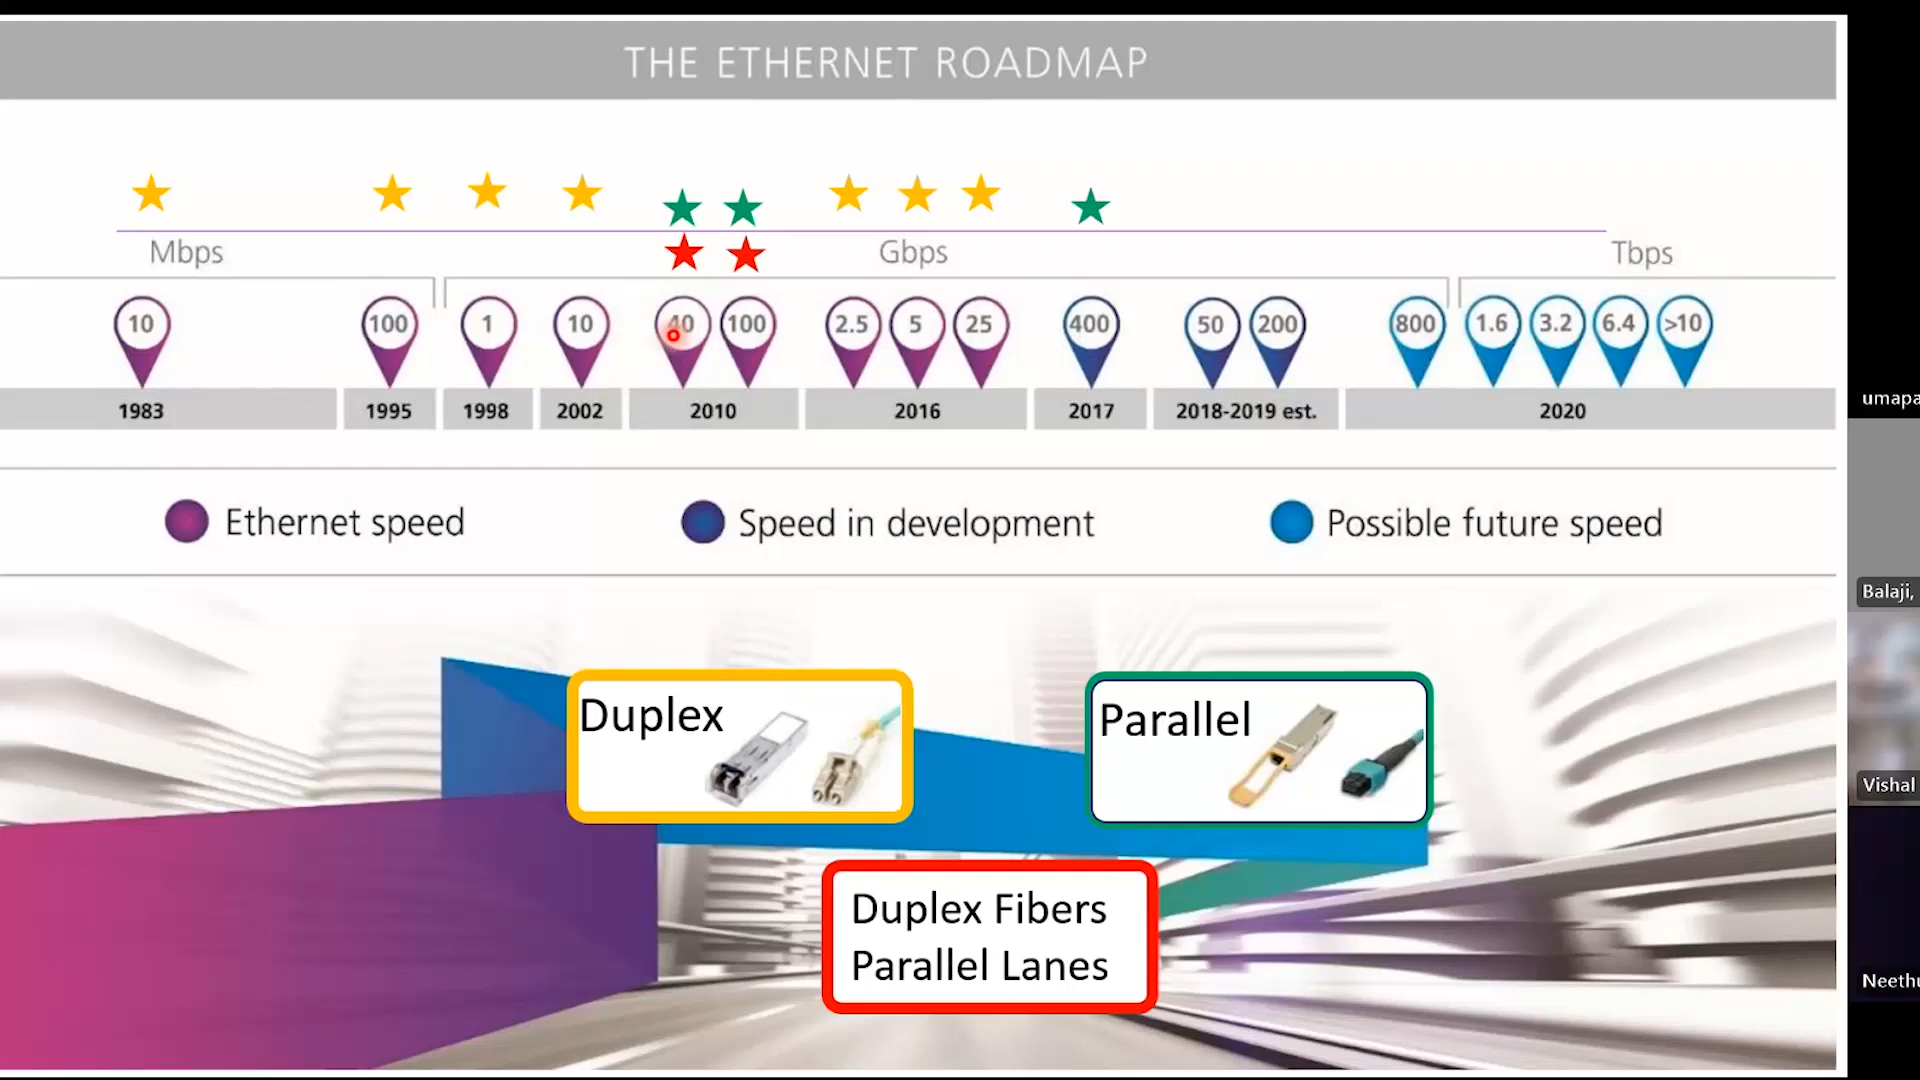 THE ETHERNET ROADMAP
Mbps Gbps Tbps
10 100 1 10 40 100 2.5 5 25 400 50 200 800 1.6 3.2 6.4 >10
1983 1995 1998 2002 2010 2016 2017 2018-2019 est. 2020
Ethernet speed Speed in development Possible future speed
Duplex
Parallel
Duplex Fibers
Parallel Lanes
umapa
Balaji,
Vishal
Neethu